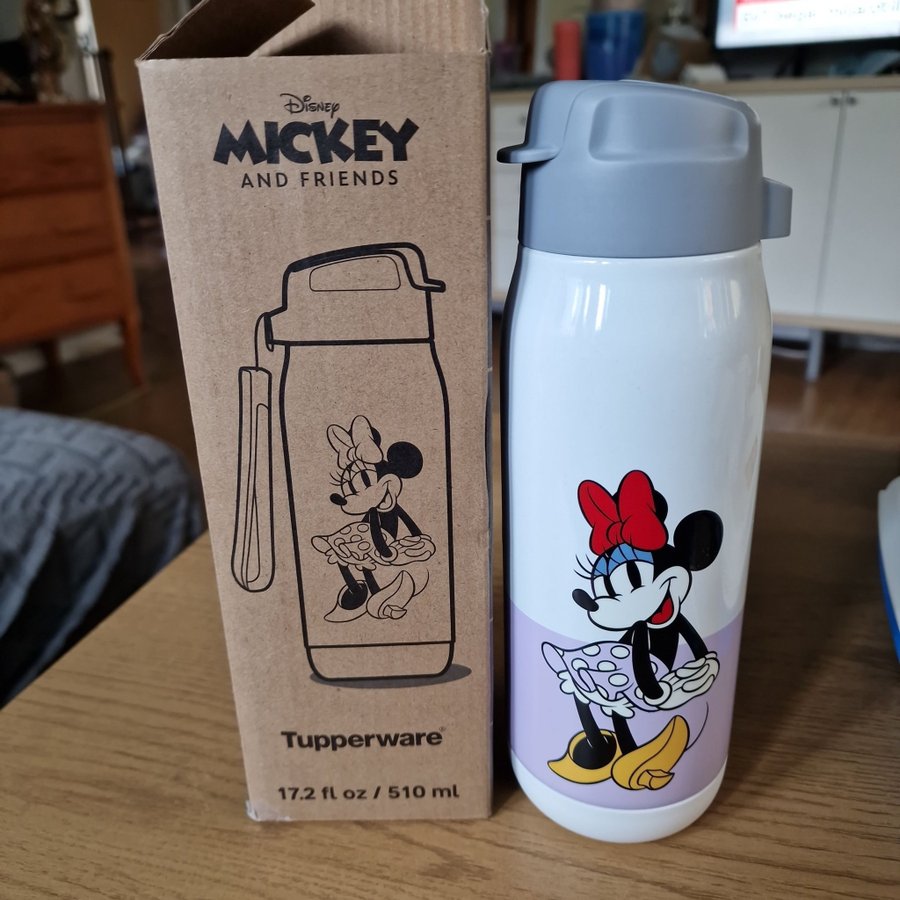 Disney
MICKEY
AND FRIENDS
Tupperware®
17.2 fl oz / 510 ml